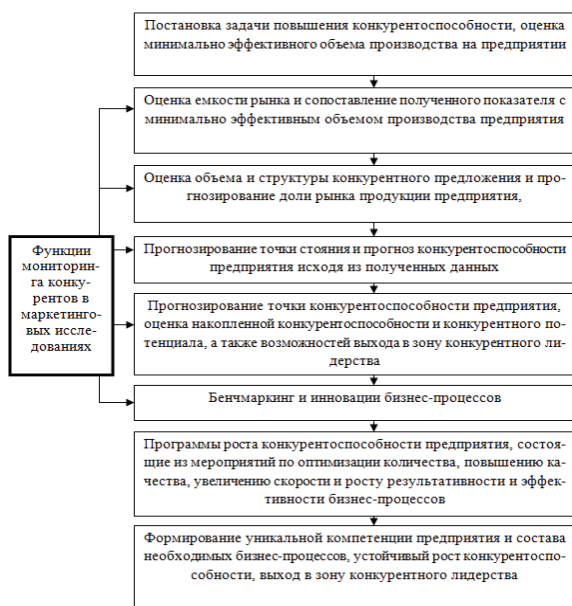 Постановка задачи повышения конкурентоспособности, оценка
минимально эффективного объема производства на предприятии
Оценка емкости рынка и сопоставление полученного показателя с
минимально эффективным объемом производства предприятия
Оценка объема и структуры конкурентного предложения и про-
гнозирование доли рынка продукции предприятия,
Функции
мониторин-
га конку-
рентов в
маркетинго-
вых иссле-
дованиях
Прогнозирование точки стояния и прогноз конкурентоспособности
предприятия исходя из полученных данных
Прогнозирование точки конкурентоспособности предприятия,
оценка накопленной конкурентоспособности и конкурентного по-
тенциала, а также возможностей выхода в зону конкурентного ли-
дерства
Бенчмаркинг и инновации бизнес-процессов
Программы роста конкурентоспособности предприятия, состоя-
щие из мероприятий по оптимизации количества, повышению ка-
чества, увеличению скорости и росту результативности и эффек-
тивности бизнес-процессов
Формирование уникальной компетенции предприятия и состава
необходимых бизнес-процессов, устойчивый рост конкурентоспо-
собности, выход в зону конкурентного лидерства